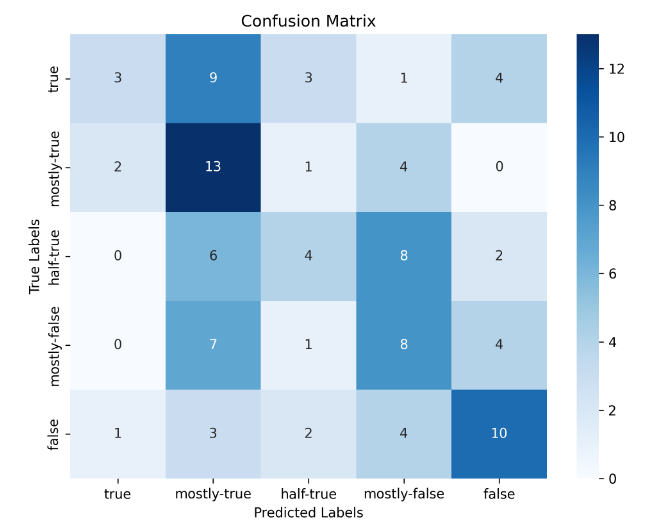 Confusion Matrix
true 3 9 3 1 4
mostly-true 2 13 1 4 0
half-true 0 6 4 8 2
mostly-false 0 7 1 8 4
false 1 3 2 4 10
true mostly-true half-true mostly-false false
Predicted Labels
True Labels
12
10
8
6
4
2
0